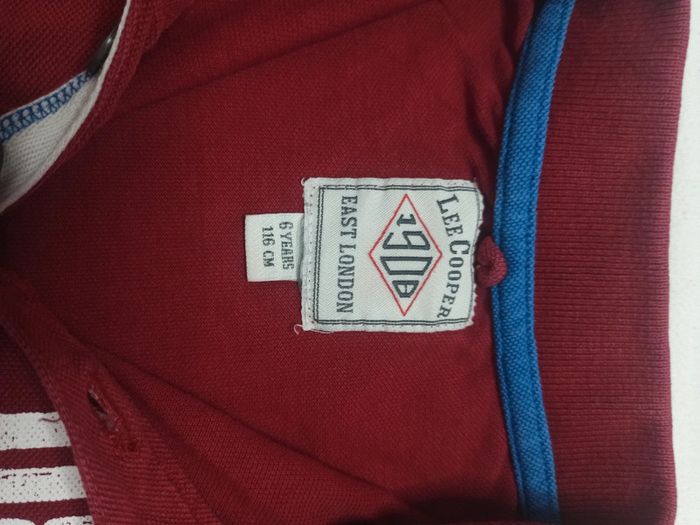 LEE COOPER
1908
EAST LONDON
6 YEARS
116 CM